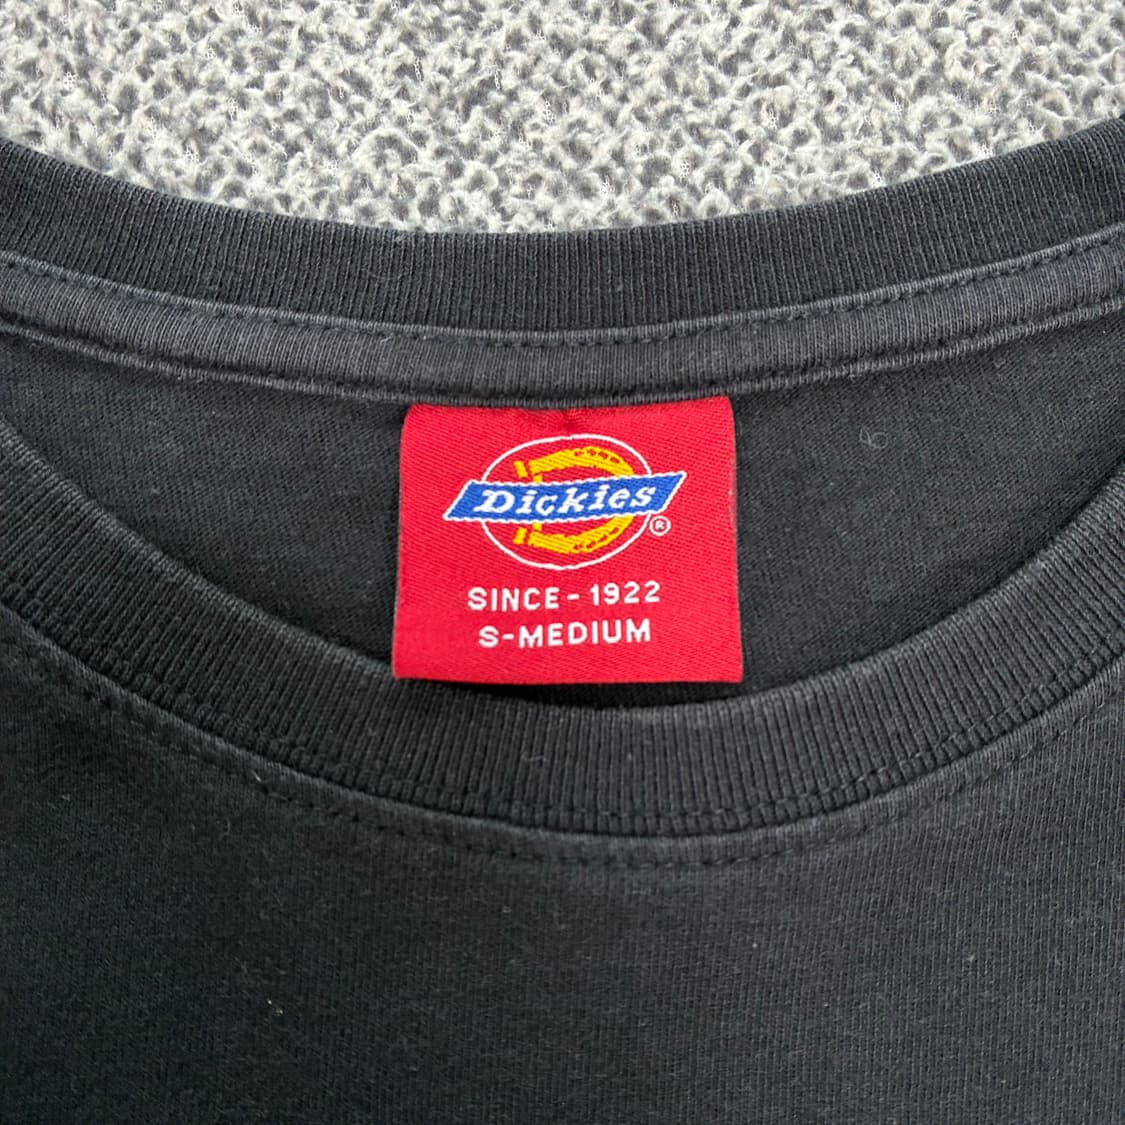 Dickies
®
SINCE - 1922
S-MEDIUM